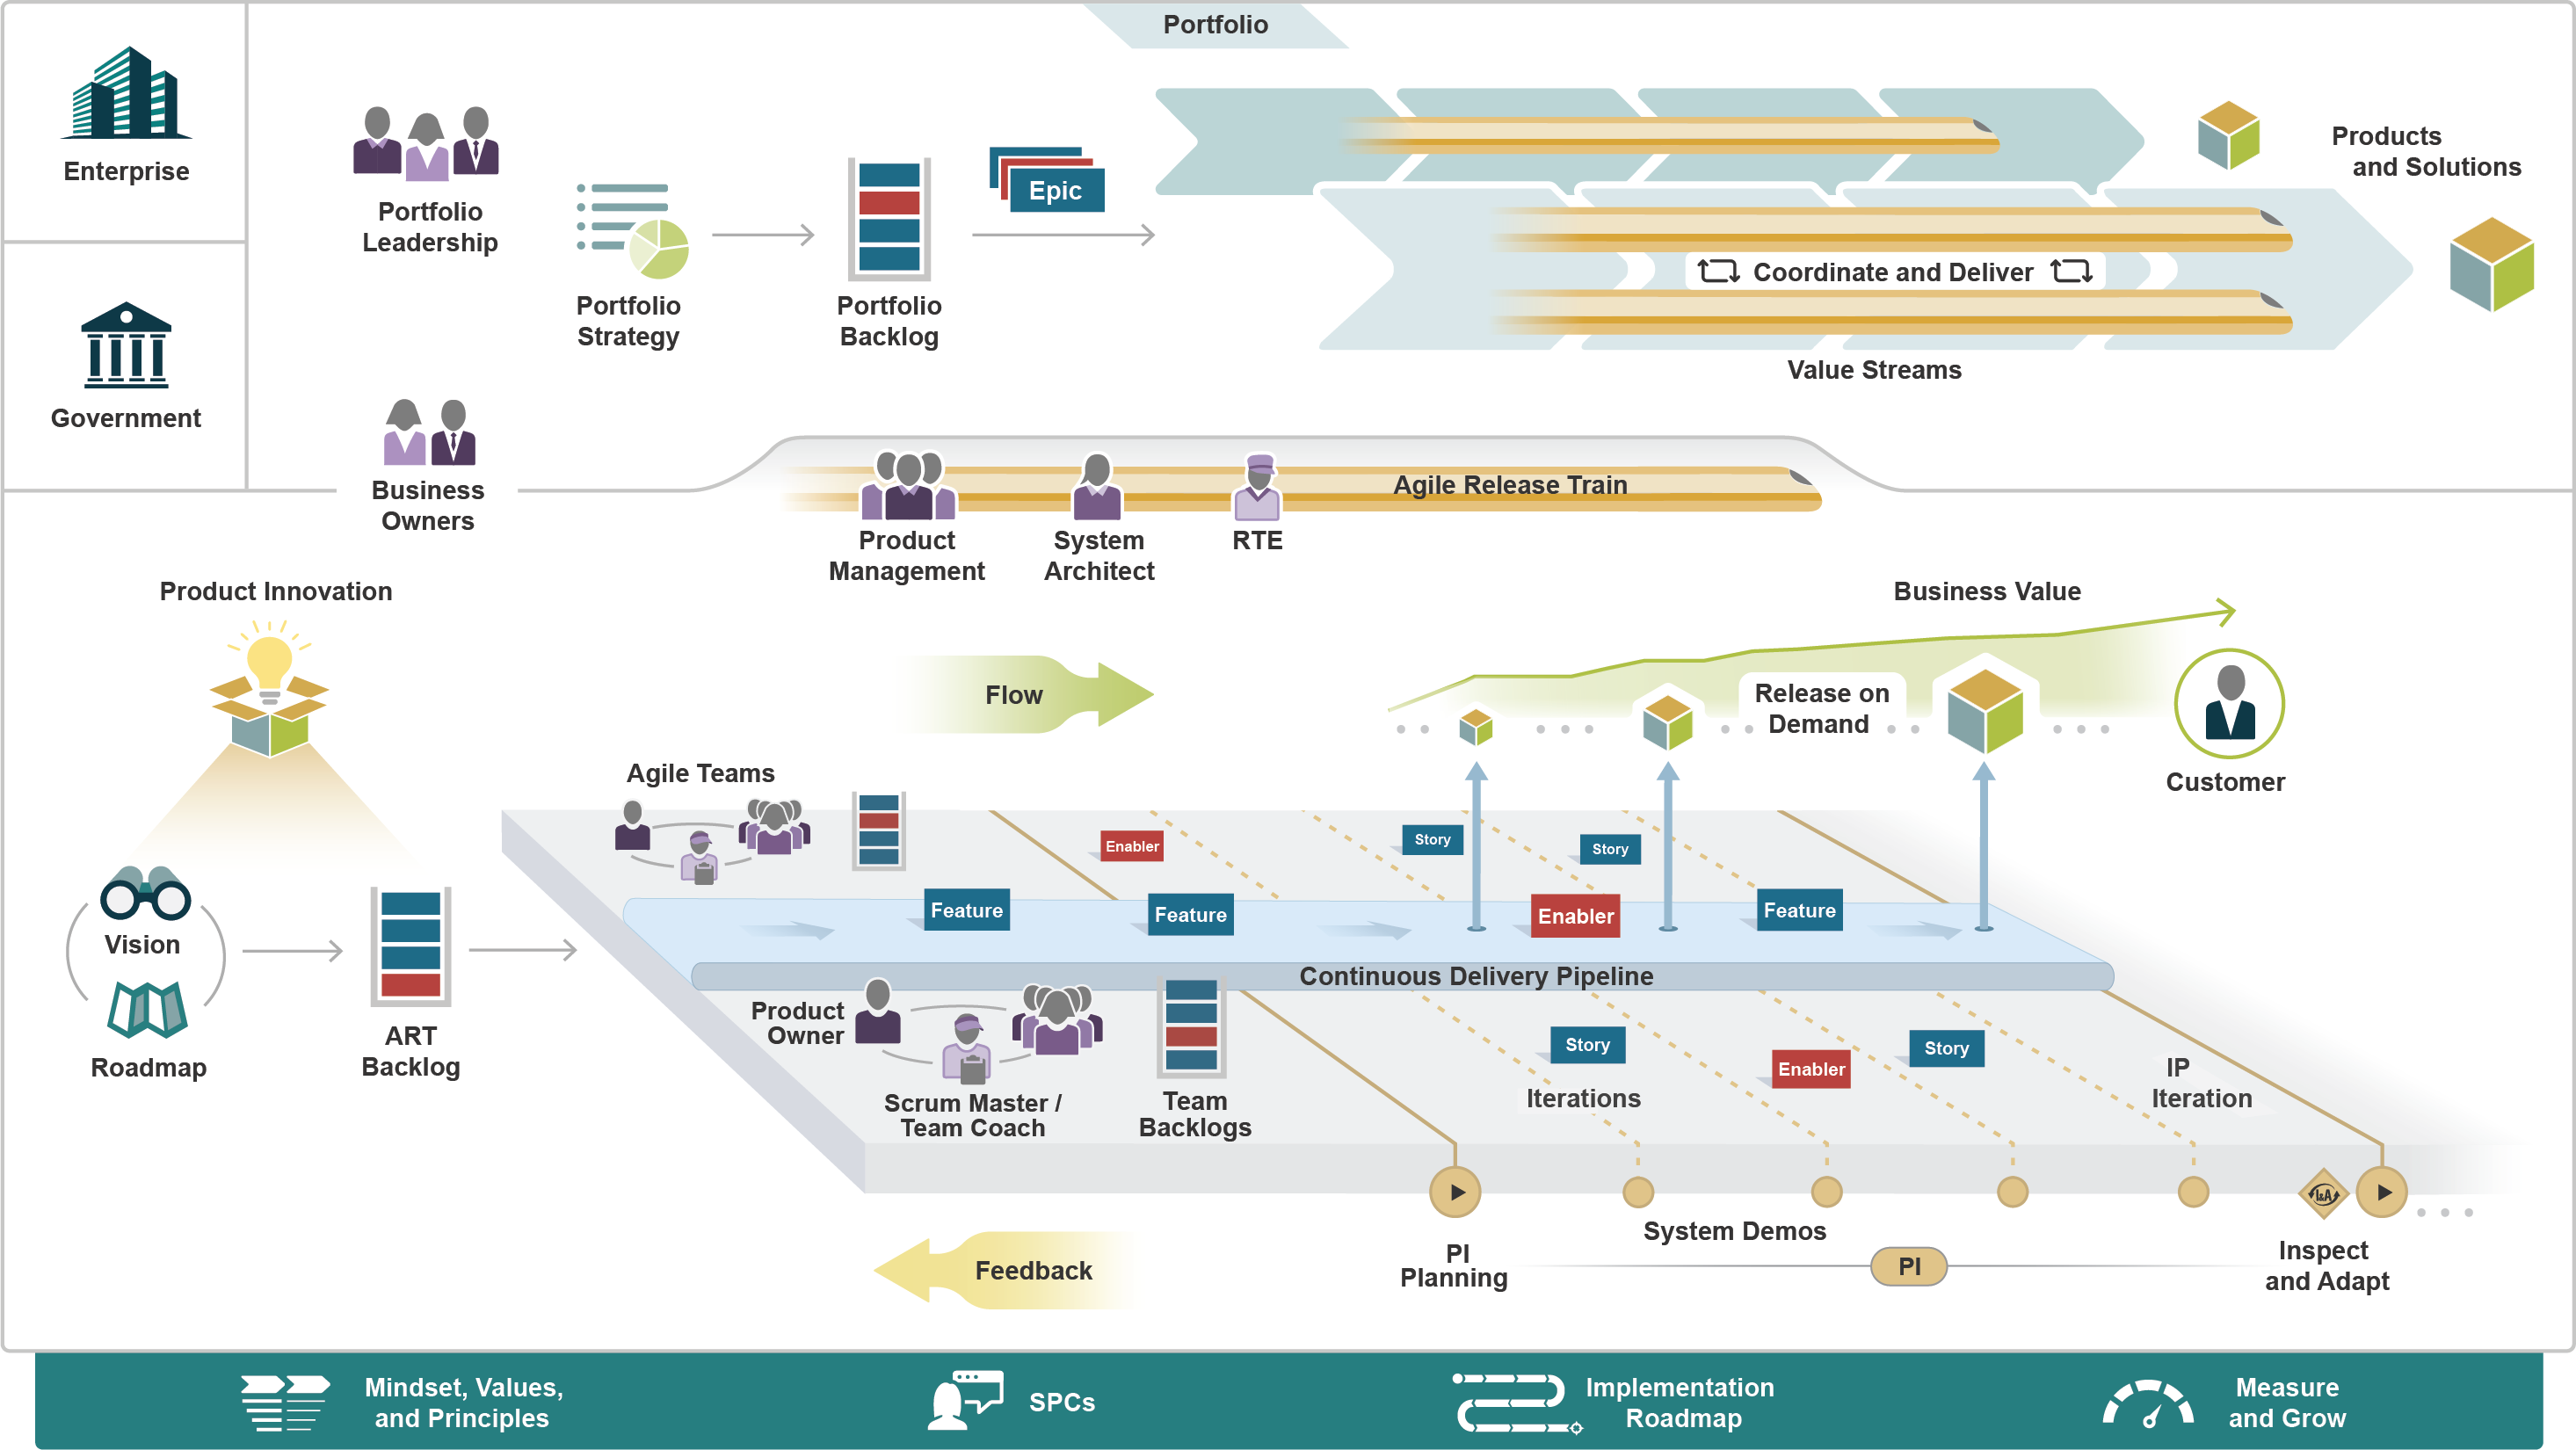 Portfolio
Enterprise
Government
Portfolio
Leadership
Portfolio
Strategy
Portfolio
Backlog
Epic
Products
and Solutions
Coordinate and Deliver
Value Streams
Business
Owners
Agile Release Train
Product
Management
System
Architect
RTE
Product Innovation
Business Value
Flow
Release on
Demand
Customer
Agile Teams
Enabler
Story
Story
Feature
Feature
Enabler
Feature
Vision
Roadmap
ART
Backlog
Continuous Delivery Pipeline
Product
Owner
Scrum Master /
Team Coach
Team
Backlogs
Story
Iterations
Enabler
Story
IP
Iteration
I&A
System Demos
PI
Planning
PI
Inspect
and Adapt
Feedback
Mindset, Values,
and Principles
SPCs
Implementation
Roadmap
Measure
and Grow